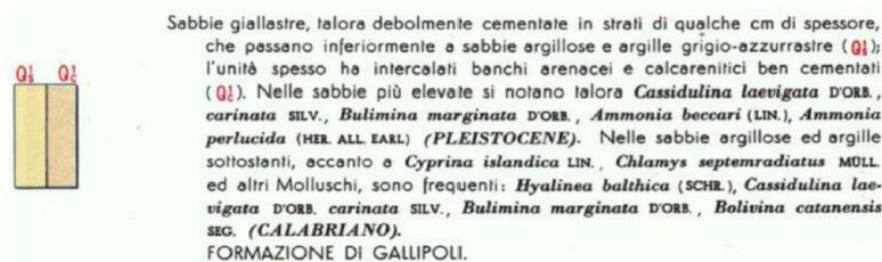 Sabbie giallastre, talora debolmente cementate in strati di qualche cm di spessore,
che passano inferiormente a sabbie argillose e argille grigio-azzurrastre (Q¹ₛ);
Q¹ₛ Q¹c
l'unità spesso ha intercalati banchi arenacei e calcarenitici ben cementati
(Q¹c). Nelle sabbie più elevate si notano talora Cassidulina laevigata D'ORB.,
carinata SILV., Bulimina marginata D'ORB., Ammonia beccari (LIN.), Ammonia
perlucida (HER. ALL. EARL) (PLEISTOCENE). Nelle sabbie argillose ed argille
sottostanti, accanto a Cyprina islandica LIN., Chlamys septemradiatus MÜLL.
ed altri Molluschi, sono frequenti: Hyalinea balthica (SCHR.), Cassidulina lae-
vigata D'ORB. carinata SILV., Bulimina marginata D'ORB., Bolivina catanensis
SEG. (CALABRIANO).
FORMAZIONE DI GALLIPOLI.